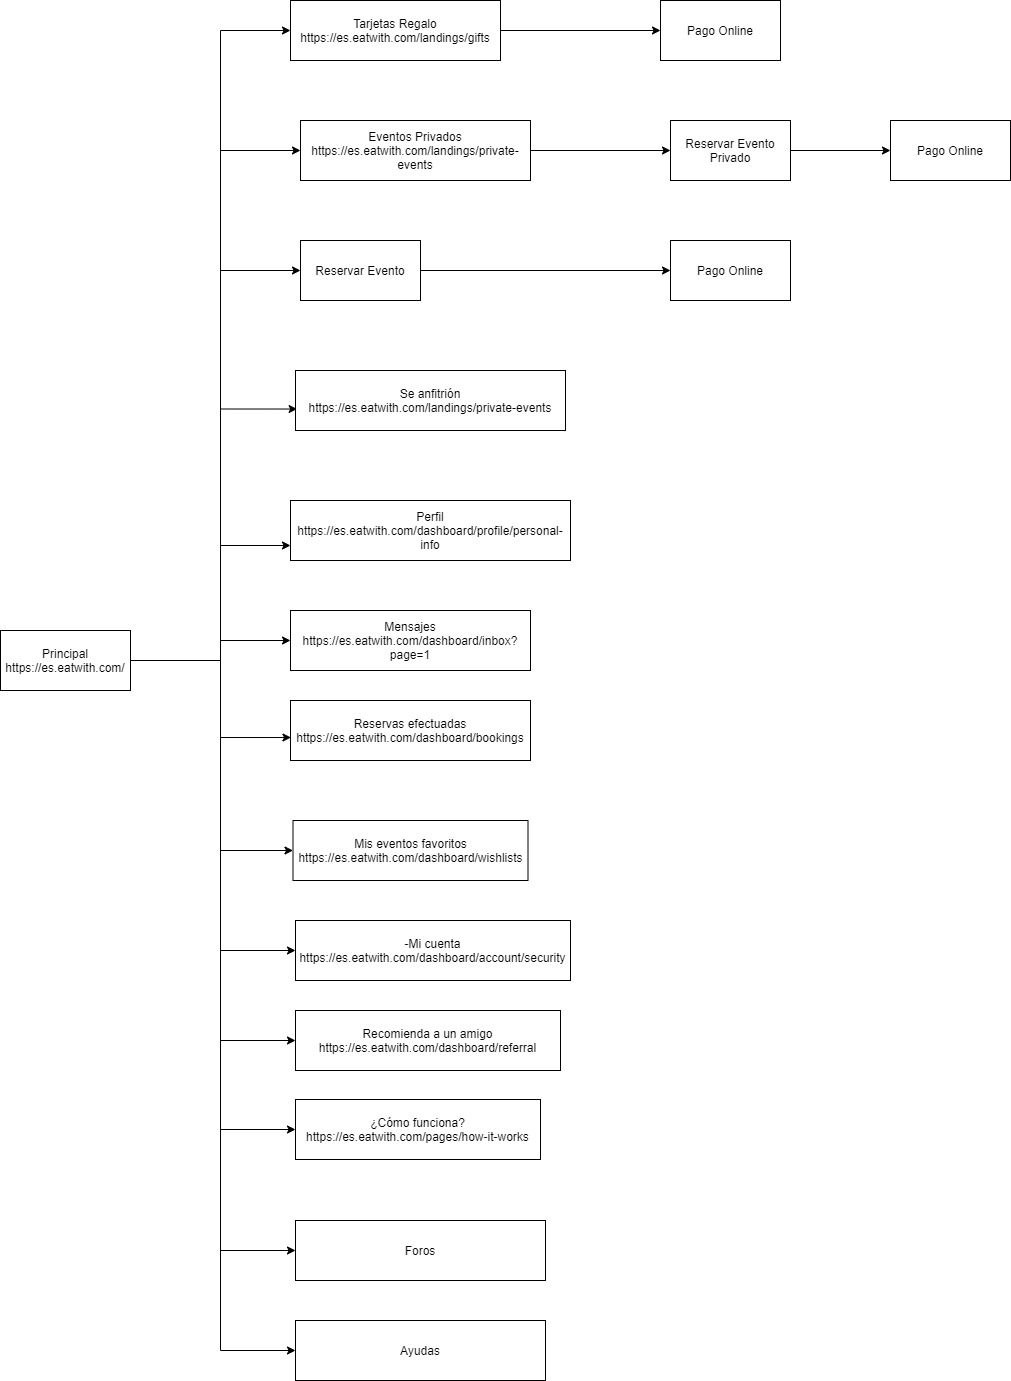 Tarjetas Regalo
https://es.eatwith.com/landings/gifts
Pago Online
Eventos Privados
https://es.eatwith.com/landings/private-
events
Reservar Evento
Privado
Pago Online
Reservar Evento
Pago Online
Se anfitrión
https://es.eatwith.com/landings/private-events
Perfil
https://es.eatwith.com/dashboard/profile/personal-
info
Mensajes
https://es.eatwith.com/dashboard/inbox?
page=1
Principal
https://es.eatwith.com/
Reservas efectuadas
https://es.eatwith.com/dashboard/bookings
Mis eventos favoritos
https://es.eatwith.com/dashboard/wishlists
-Mi cuenta
https://es.eatwith.com/dashboard/account/security
Recomienda a un amigo
https://es.eatwith.com/dashboard/referral
¿Cómo funciona?
https://es.eatwith.com/pages/how-it-works
Foros
Ayudas